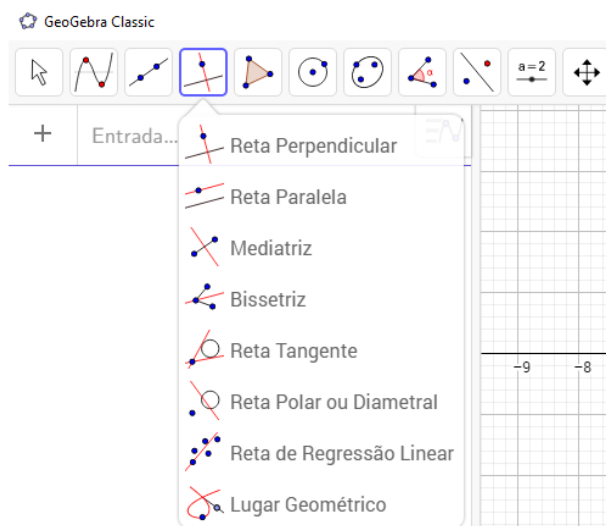 GeoGebra Classic
α
a=2
+
Entrada...
Reta Perpendicular
Reta Paralela
Mediatriz
Bissetriz
Reta Tangente
Reta Polar ou Diametral
Reta de Regressão Linear
Lugar Geométrico
−9
−8